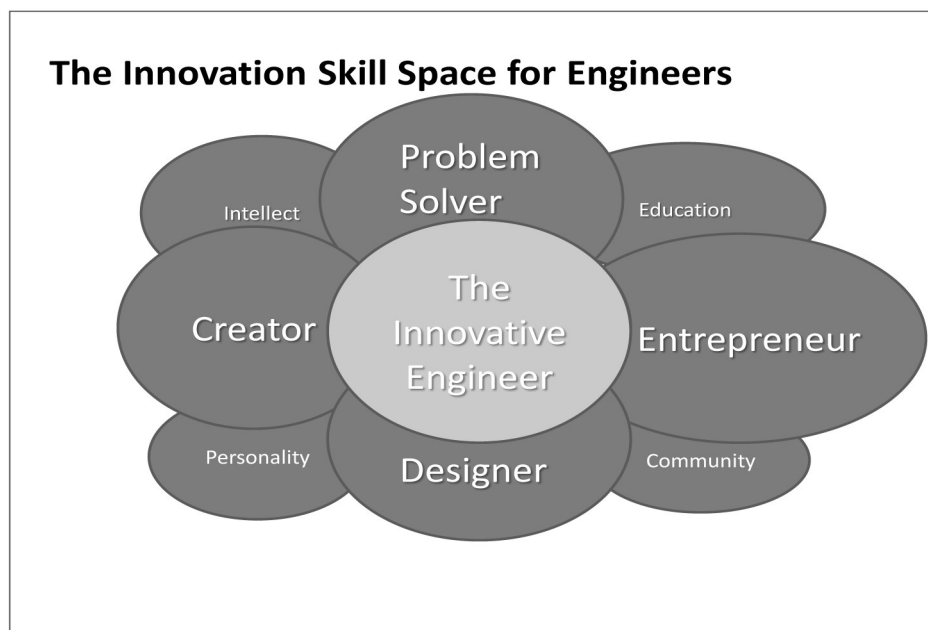 The Innovation Skill Space for Engineers
Problem
Solver
Intellect
Education
The
Innovative
Engineer
Creator
Entrepreneur
Personality
Designer
Community